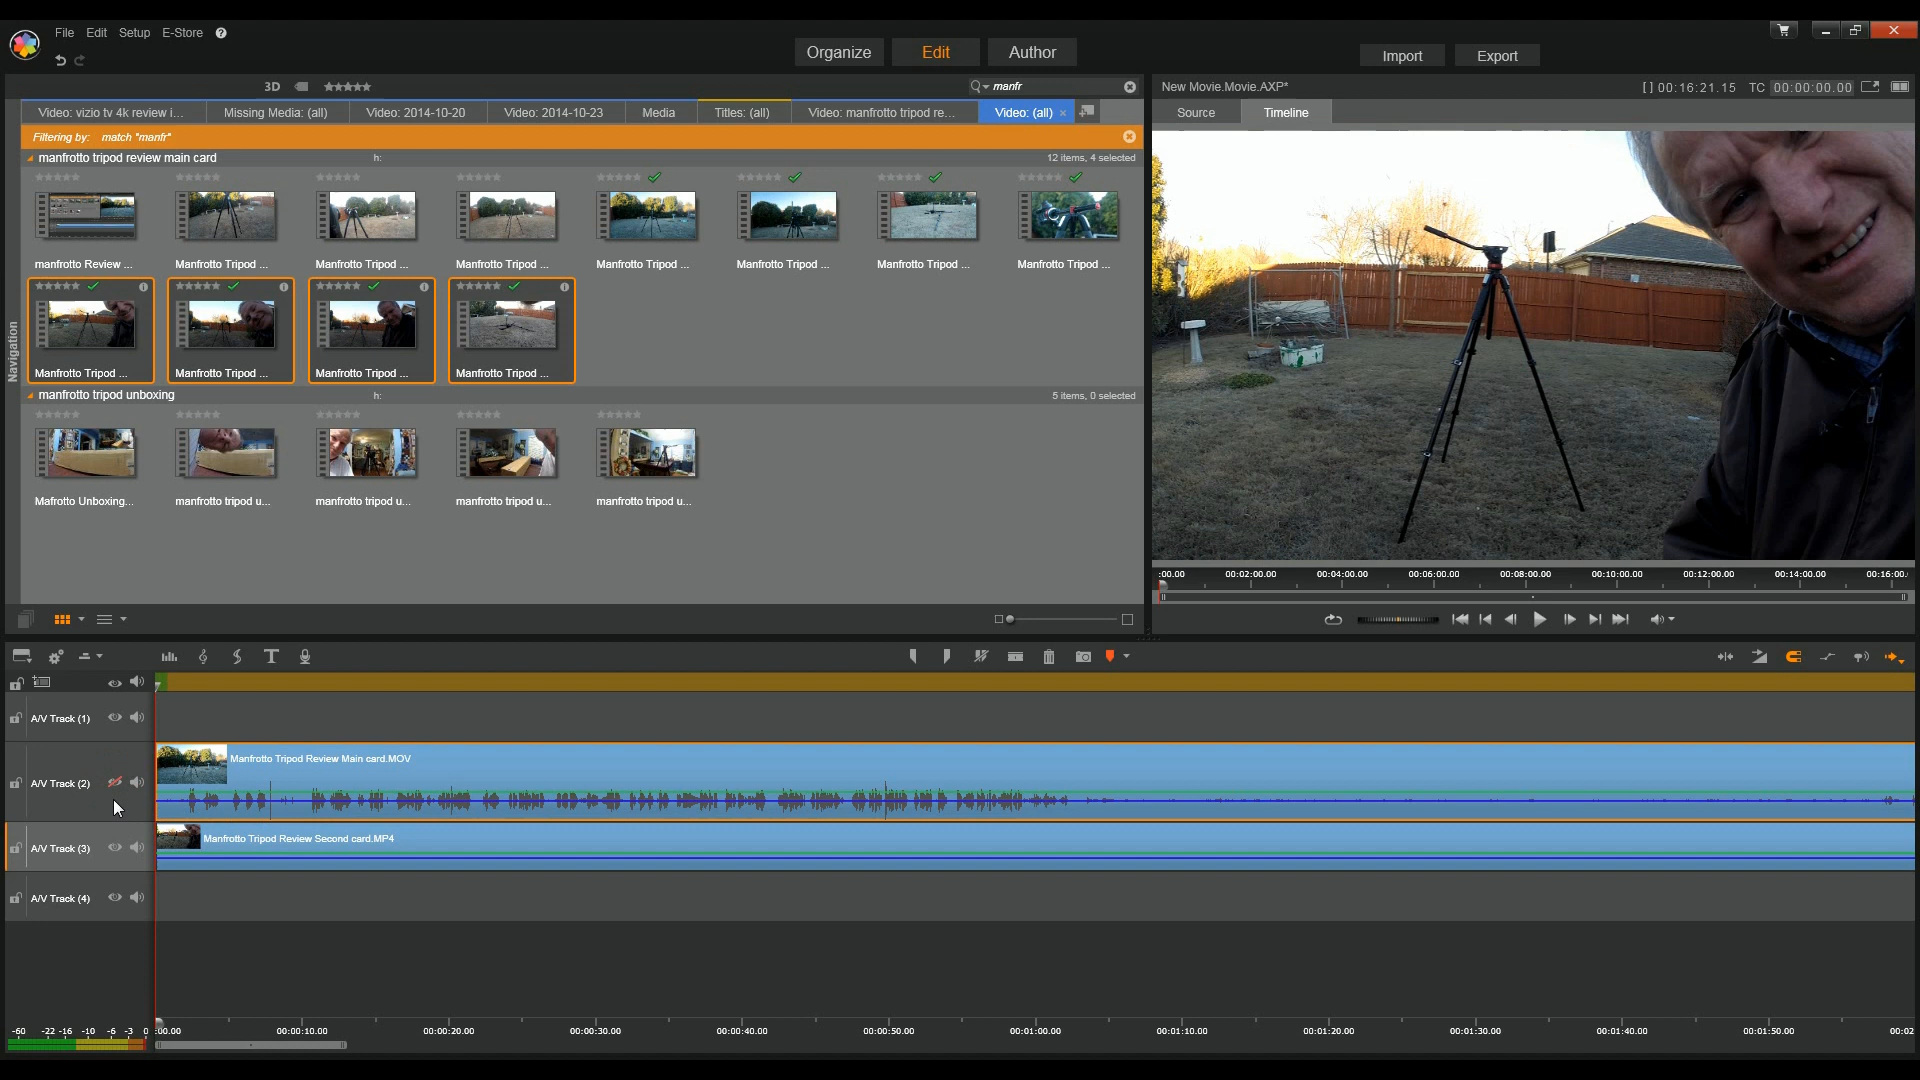 File Edit Setup E-Store ?
Organize Edit Author
Import Export
3D
manfr
New Movie.Movie.AXP*
[ ] 00:16:21.15 TC 00:00:00.00
Video: vizio tv 4k review i... Missing Media: (all) Video: 2014-10-20 Video: 2014-10-23 Media Titles: (all) Video: manfrotto tripod re... Video: (all)
Source Timeline
Filtering by: match "manfr"
manfrotto tripod review main card h: 12 items, 4 selected
manfrotto Review ... Manfrotto Tripod ... Manfrotto Tripod ... Manfrotto Tripod ... Manfrotto Tripod ... Manfrotto Tripod ... Manfrotto Tripod ... Manfrotto Tripod ...
Manfrotto Tripod ... Manfrotto Tripod ... Manfrotto Tripod ... Manfrotto Tripod ...
Navigation
manfrotto tripod unboxing h: 5 items, 0 selected
Mafrotto Unboxing... manfrotto tripod u... manfrotto tripod u... manfrotto tripod u... manfrotto tripod u...
:00.00 00:02:00.00 00:04:00.00 00:06:00.00 00:08:00.00 00:10:00.00 00:12:00.00 00:14:00.00 00:16:00.
A/V Track (1)
Manfrotto Tripod Review Main card.MOV
A/V Track (2)
Manfrotto Tripod Review Second card.MP4
A/V Track (3)
A/V Track (4)
-60 -22 -16 -10 -6 -3 0 :00.00 00:00:10.00 00:00:20.00 00:00:30.00 00:00:40.00 00:00:50.00 00:01:00.00 00:01:10.00 00:01:20.00 00:01:30.00 00:01:40.00 00:01:50.00 00:02